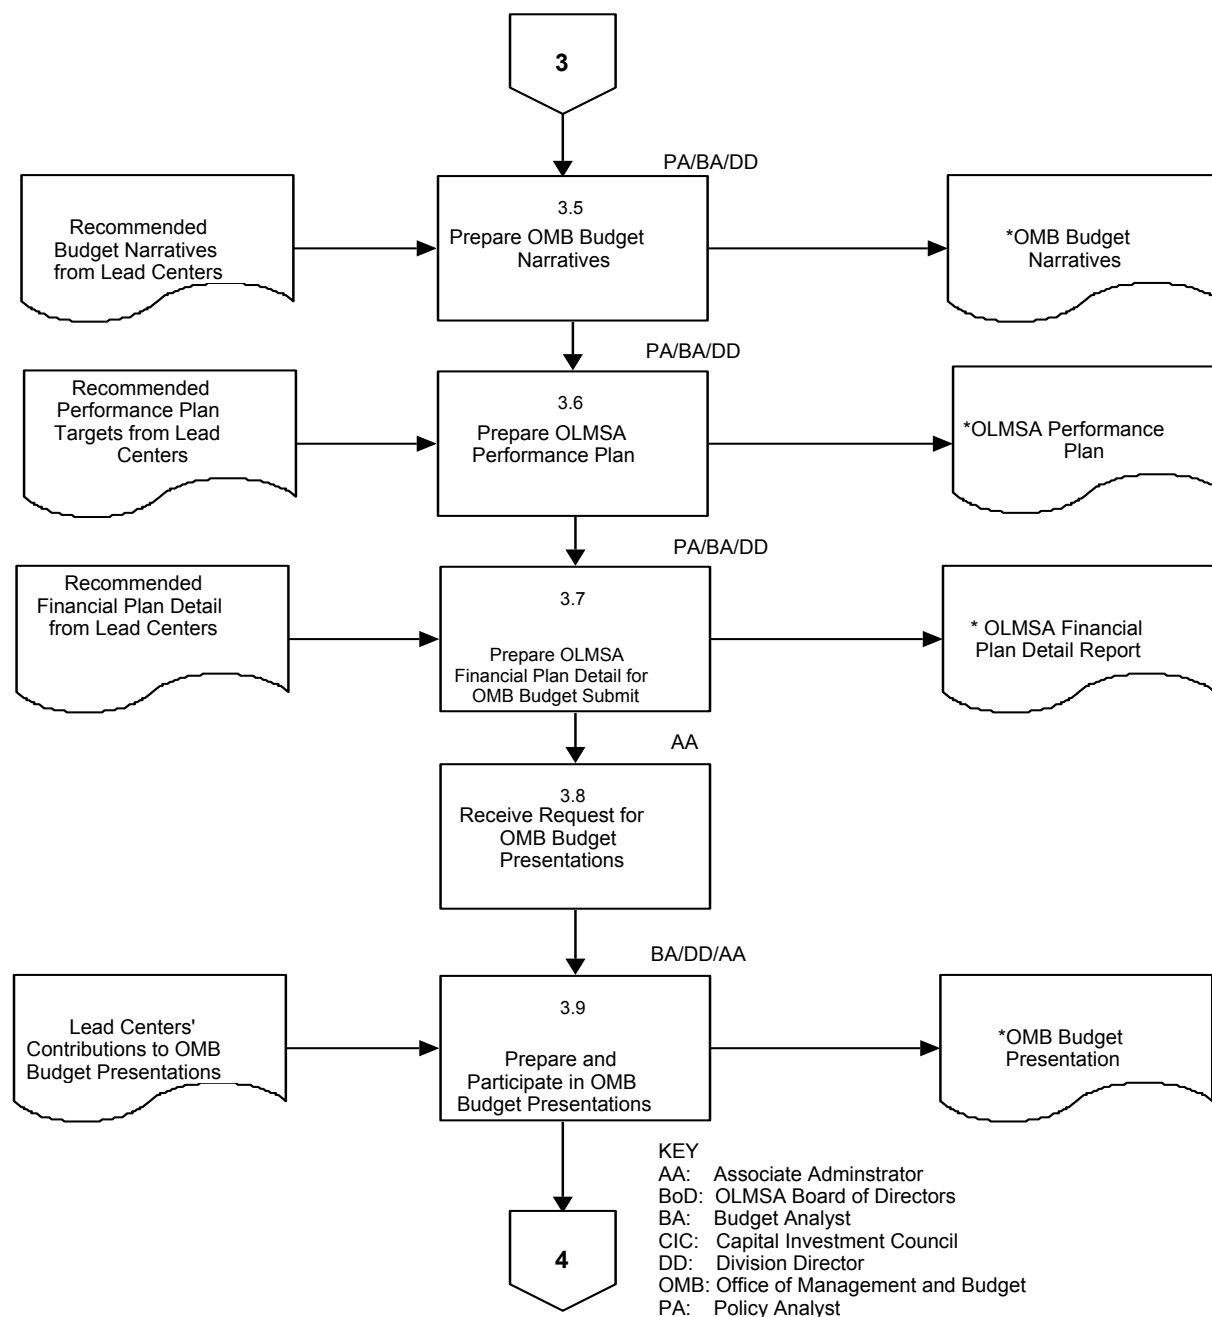 3
PA/BA/DD
Recommended
Budget Narratives
from Lead Centers
3.5
Prepare OMB Budget
Narratives
*OMB Budget
Narratives
PA/BA/DD
Recommended
Performance Plan
Targets from Lead
Centers
3.6
Prepare OLMSA
Performance Plan
*OLMSA Performance
Plan
PA/BA/DD
Recommended
Financial Plan Detail
from Lead Centers
3.7
Prepare OLMSA
Financial Plan Detail for
OMB Budget Submit
* OLMSA Financial
Plan Detail Report
AA
3.8
Receive Request for
OMB Budget
Presentations
BA/DD/AA
Lead Centers'
Contributions to OMB
Budget Presentations
3.9
Prepare and
Participate in OMB
Budget Presentations
*OMB Budget
Presentation
4
KEY
AA: Associate Adminstrator
BoD: OLMSA Board of Directors
BA: Budget Analyst
CIC: Capital Investment Council
DD: Division Director
OMB: Office of Management and Budget
PA: Policy Analyst